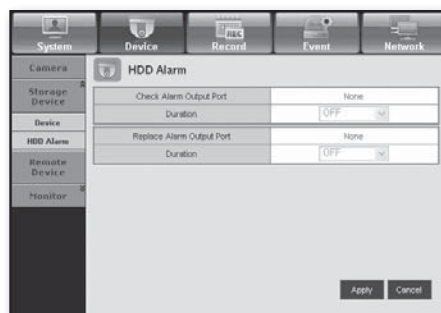 System Device Record Event Network
REC
Camera
Storage
Device
Device
HDD Alarm
Remote
Device
Monitor
HDD Alarm
Check Alarm Output Port None
Duration OFF
Replace Alarm Output Port None
Duration OFF
Apply Cancel